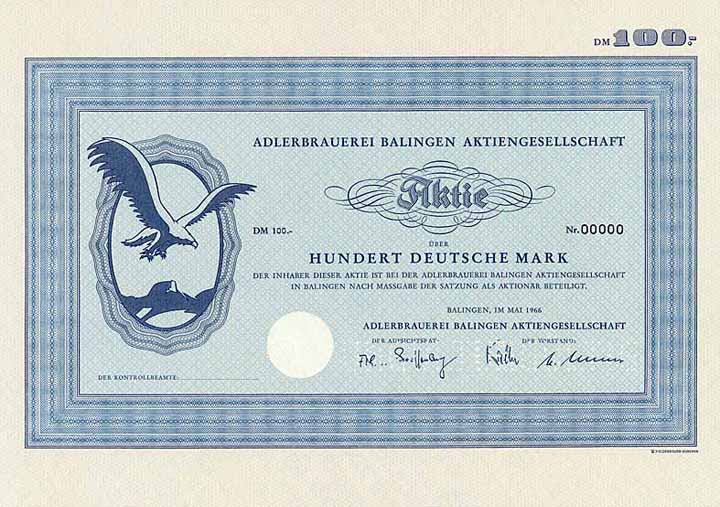 DM 100.-
ADLERBRAUEREI BALINGEN AKTIENGESELLSCHAFT
Aktie
DM 100.- Nr. 00000
ÜBER
HUNDERT DEUTSCHE MARK
DER INHABER DIESER AKTIE IST BEI DER ADLERBRAUEREI BALINGEN AKTIENGESELLSCHAFT
IN BALINGEN NACH MASSGABE DER SATZUNG ALS AKTIONÄR BETEILIGT.
BALINGEN, IM MAI 1966
ADLERBRAUEREI BALINGEN AKTIENGESELLSCHAFT
DER AUFSICHTSRAT: DER VORSTAND:
DER KONTROLLBEAMTE: